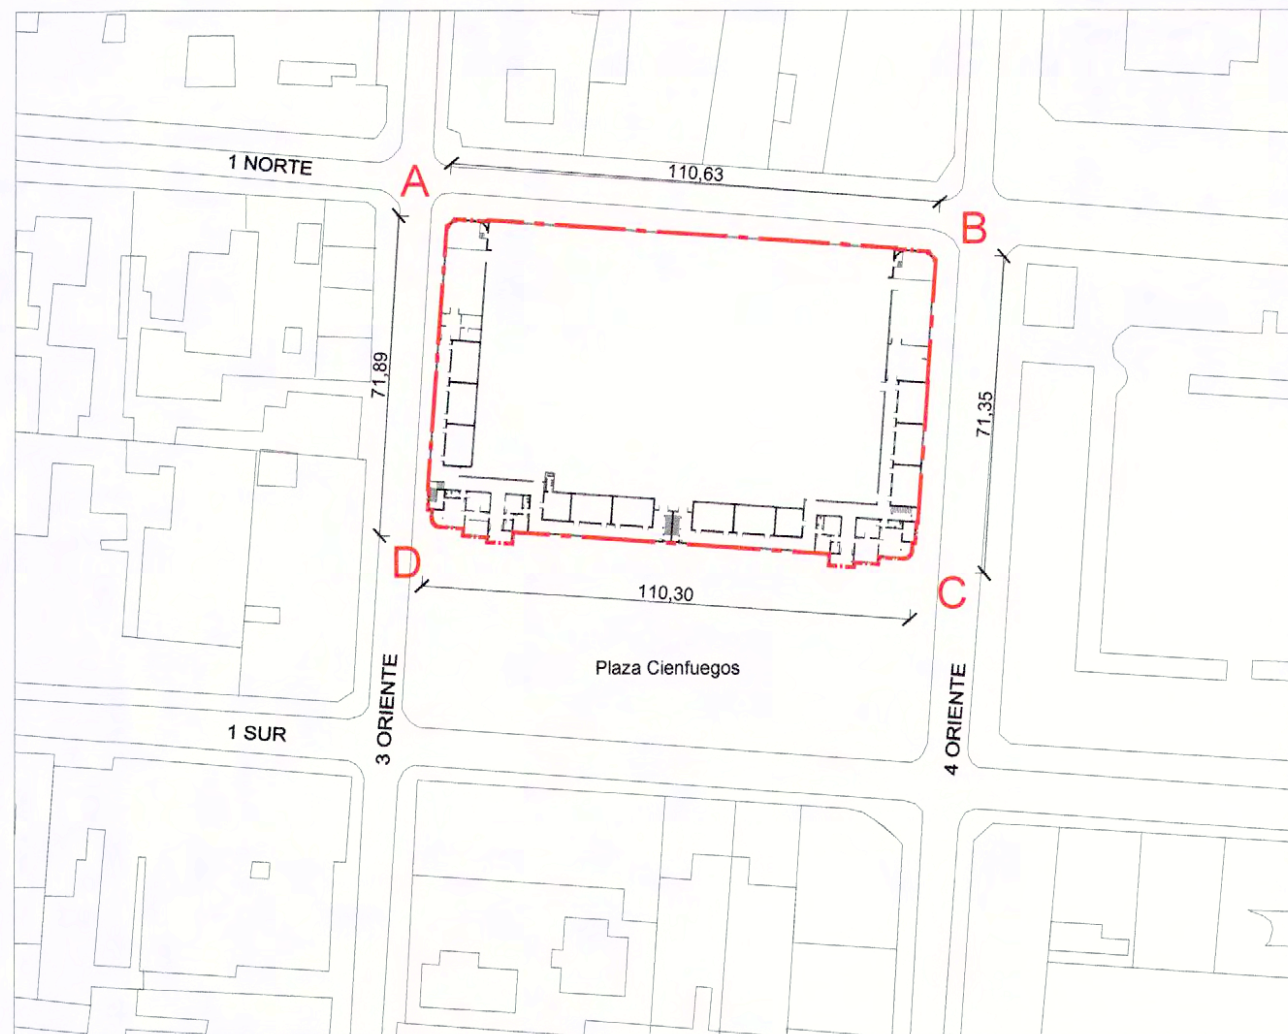 1 NORTE
A
110,63
B
71,89
71,35
D
110,30
C
Plaza Cienfuegos
3 ORIENTE
4 ORIENTE
1 SUR